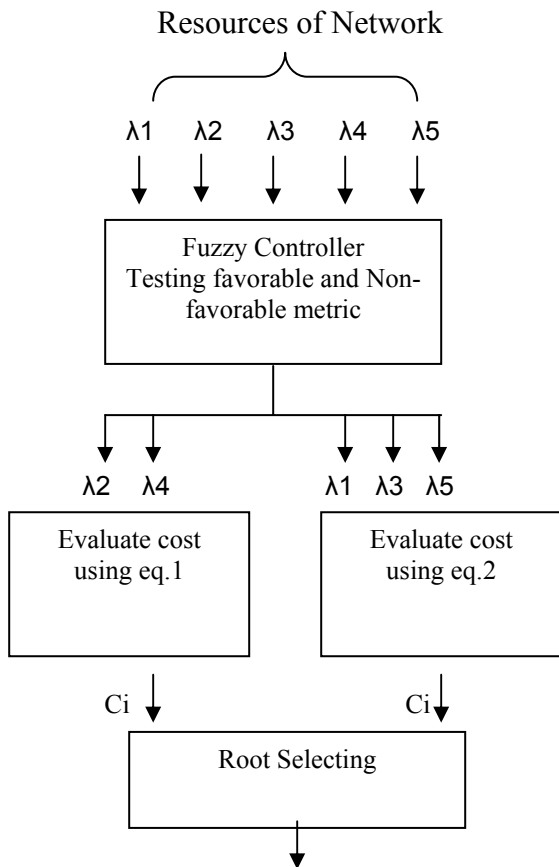 Resources of Network
λ1 λ2 λ3 λ4 λ5
Fuzzy Controller
Testing favorable and Non-
favorable metric
λ2 λ4 λ1 λ3 λ5
Evaluate cost
using eq.1
Evaluate cost
using eq.2
Ci Ci
Root Selecting